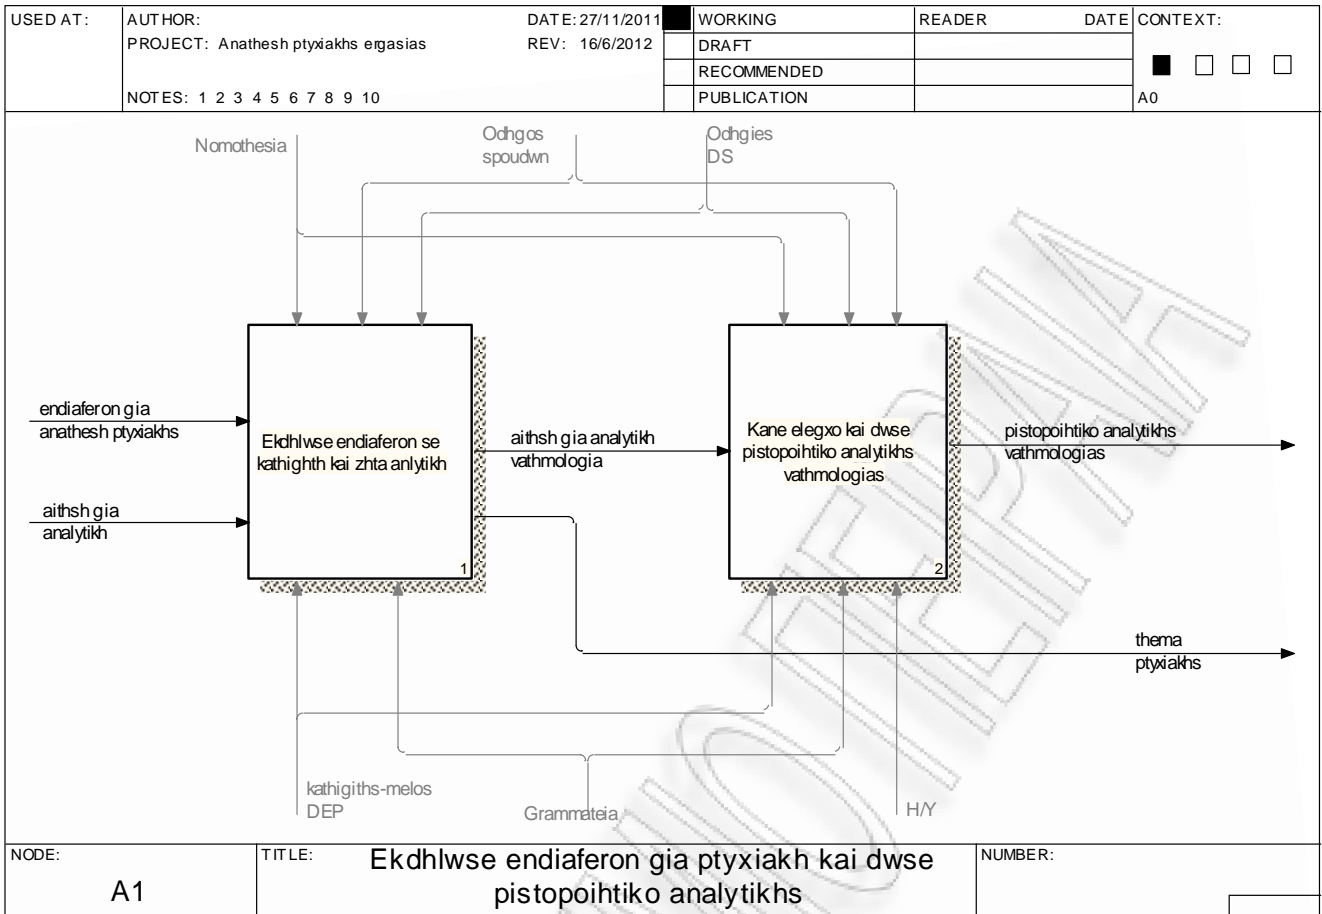 USED AT:
AUTHOR:
DATE: 27/11/2011
WORKING
READER
DATE
CONTEXT:
PROJECT: Anathesh ptyxiakhs ergasias
REV: 16/6/2012
DRAFT
RECOMMENDED
NOTES: 1 2 3 4 5 6 7 8 9 10
PUBLICATION
A0
Nomothesia
Odhgos
spoudwn
Odhgies
DS
endiaferon gia
anathesh ptyxiakhs
aithsh gia
analytikh
Ekdhlwse endiaferon se
kathighth kai zhta anlytikh
1
aithsh gia analytikh
vathmologia
Kane elegxo kai dwse
pistopoihtiko analytikhs
vathmologias
2
pistopoihtiko analytikhs
vathmologias
thema
ptyxiakhs
kathigiths-melos
DEP
Grammateia
H/Y
NODE:
A1
TITLE:
Ekdhlwse endiaferon gia ptyxiakh kai dwse
pistopoihtiko analytikhs
NUMBER: